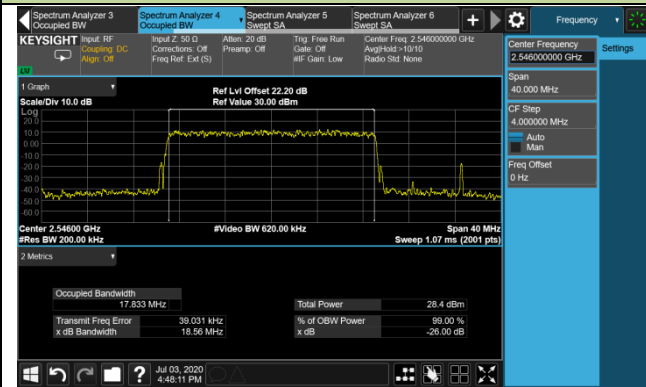 Spectrum Analyzer 3
Occupied BW
Spectrum Analyzer 4
Occupied BW
Spectrum Analyzer 5
Swept SA
Spectrum Analyzer 6
Swept SA
Frequency
KEYSIGHT
Input: RF
Coupling: DC
Align: Off
Input Z: 50 Ω
Corrections: Off
Freq Ref: Ext (S)
Atten: 20 dB
Preamp: Off
Trig: Free Run
Gate: Off
#IF Gain: Low
Center Freq: 2.546000000 GHz
Avg|Hold:>10/10
Radio Std: None
LV
Center Frequency
2.546000000 GHz
Settings
Span
40.000 MHz
CF Step
4.000000 MHz
Auto
Man
Freq Offset
0 Hz
1 Graph
Scale/Div 10.0 dB
Ref Lvl Offset 22.20 dB
Ref Value 30.00 dBm
Log
20.0
10.0
0.00
-10.0
-20.0
-30.0
-40.0
-50.0
-60.0
Center 2.54600 GHz
#Video BW 620.00 kHz
Span 40 MHz
#Res BW 200.00 kHz
Sweep 1.07 ms (2001 pts)
2 Metrics
Occupied Bandwidth
17.833 MHz
Total Power
28.4 dBm
Transmit Freq Error
39.031 kHz
% of OBW Power
99.00 %
x dB Bandwidth
18.56 MHz
x dB
-26.00 dB
?
Jul 03, 2020
4:48:11 PM